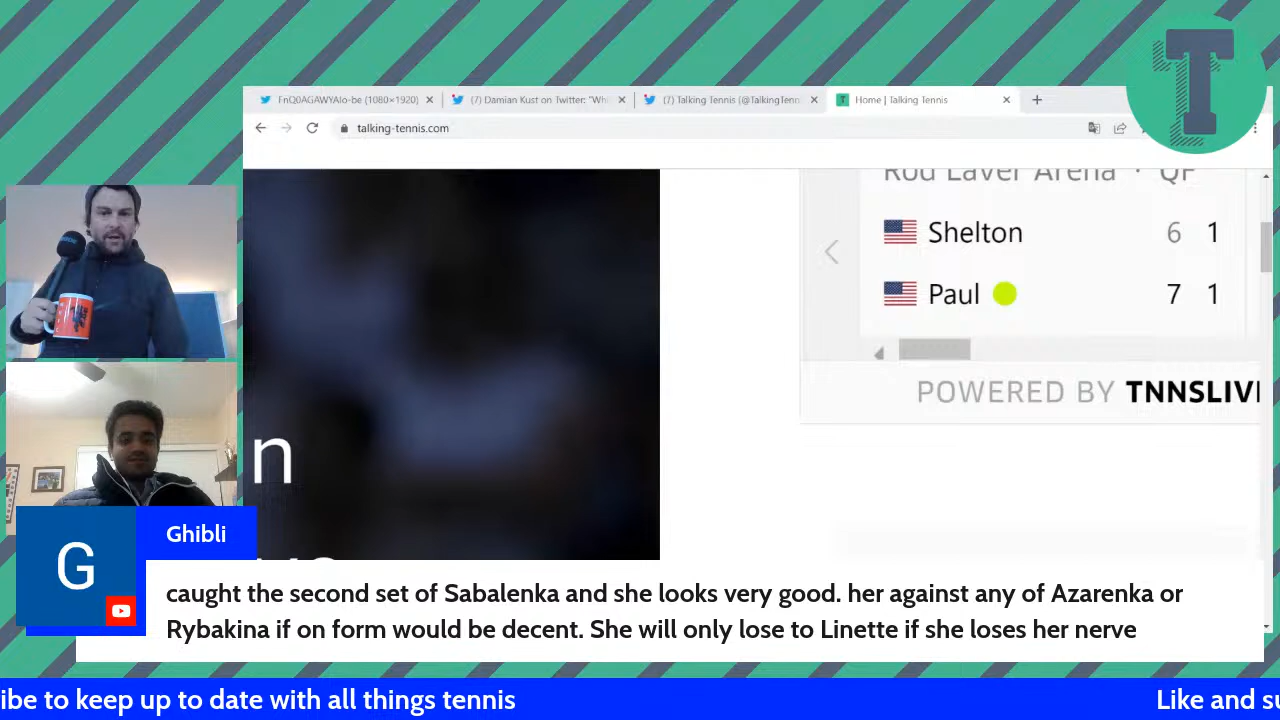 T
FnQ0AGAWYAIo-be (1080×1920)
(7) Damian Kust on Twitter: "Whi
(7) Talking Tennis (@TalkingTenn
Home | Talking Tennis
talking-tennis.com
Rod Laver Arena · QF
Shelton 6 1
Paul 7 1
POWERED BY TNNSLIVE
n
Ghibli
G
caught the second set of Sabalenka and she looks very good. her against any of Azarenka or
Rybakina if on form would be decent. She will only lose to Linette if she loses her nerve
ibe to keep up to date with all things tennis
Like and su